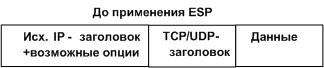 До применения ESP
Исх. IP - заголовок
+возможные опции
TCP/UDP-
заголовок
Данные